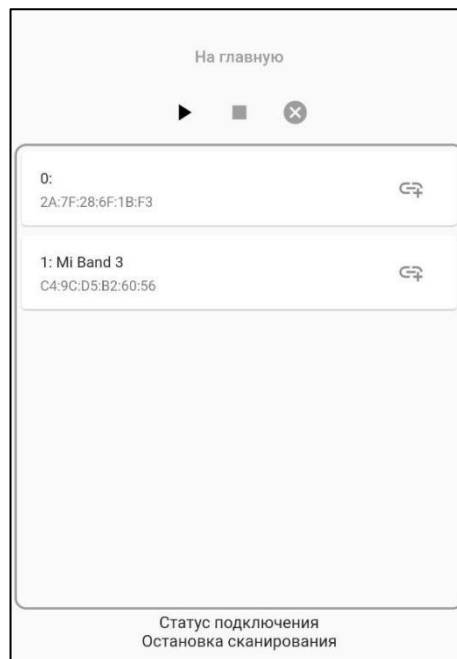 На главную
0:
2A:7F:28:6F:1B:F3
1: Mi Band 3
C4:9C:D5:B2:60:56
Статус подключения
Остановка сканирования